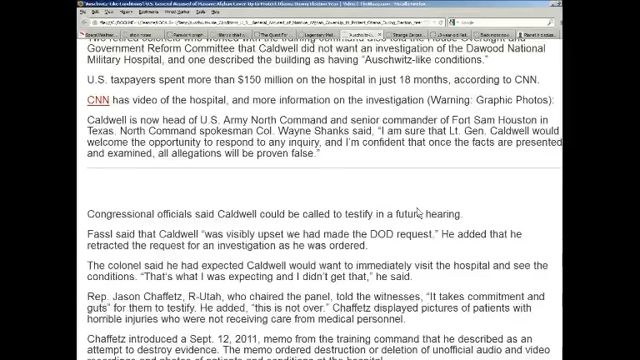 Government Reform Committee that Caldwell did not want an investigation of the Dawood National
Military Hospital, and one described the building as having “Auschwitz-like conditions.”
U.S. taxpayers spent more than $150 million on the hospital in just 18 months, according to CNN.
CNN has video of the hospital, and more information on the investigation (Warning: Graphic Photos):
Caldwell is now head of U.S. Army North Command and senior commander of Fort Sam Houston in
Texas. North Command spokesman Col. Wayne Shanks said, “I am sure that Lt. Gen. Caldwell would
welcome the opportunity to respond to any inquiry, and I’m confident that once the facts are presented
and examined, all allegations will be proven false.”
Congressional officials said Caldwell could be called to testify in a future hearing.
Fassl said that Caldwell “was visibly upset we had made the DOD request.” He added that he
retracted the request for an investigation as he was ordered.
The colonel said he had expected Caldwell would want to immediately visit the hospital and see the
conditions. “That’s what I was expecting and I didn’t get that,” he said.
Rep. Jason Chaffetz, R-Utah, who chaired the panel, told the witnesses, “It takes commitment and
guts” for them to testify. He added, “this is not over.” Chaffetz displayed pictures of patients with
horrible injuries who were not receiving care from medical personnel.
Chaffetz introduced a Sept. 12, 2011, memo from the training command that he described as an
attempt to destroy evidence. The memo ordered destruction or deletion of unofficial audio and video